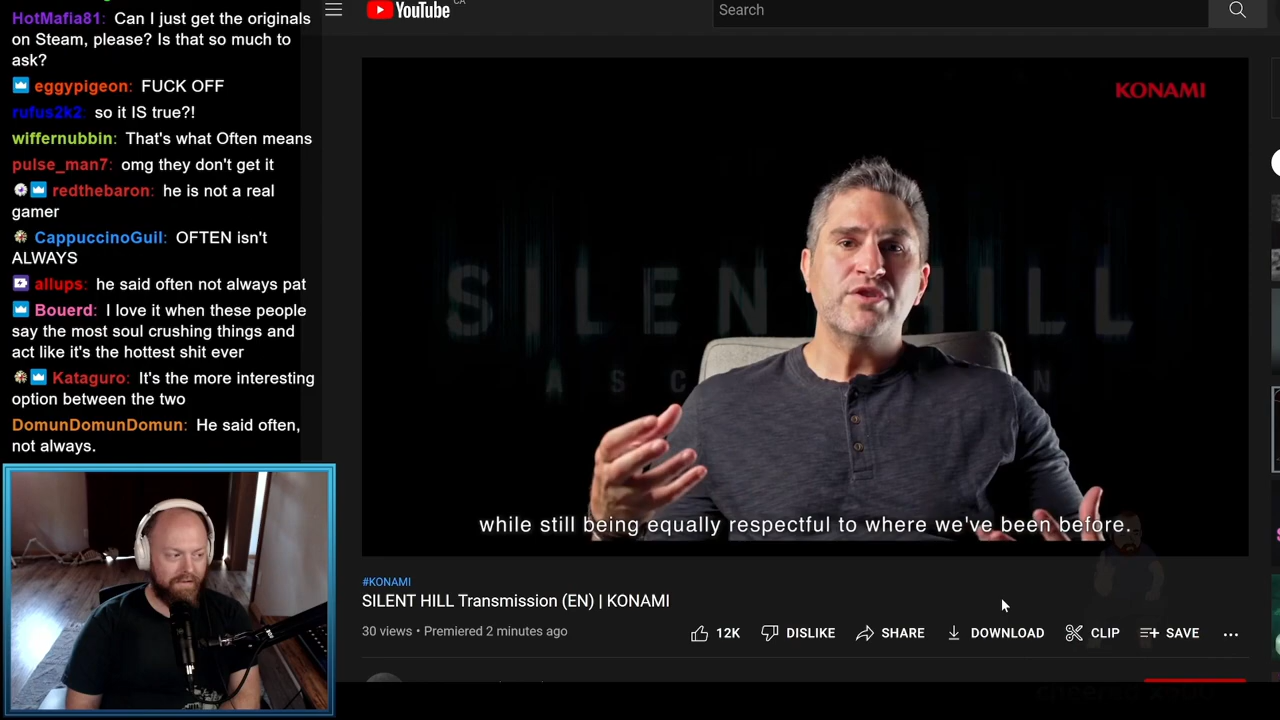 HotMafia81: Can I just get the originals
on Steam, please? Is that so much to
ask?
eggypigeon: FUCK OFF
rufus2k2: so it IS true?!
wiffernubbin: That's what Often means
pulse_man7: omg they don't get it
redthebaron: he is not a real
gamer
CappuccinoGuil: OFTEN isn't
ALWAYS
allups: he said often not always pat
Bouerd: I love it when these people
say the most soul crushing things and
act like it's the hottest shit ever
Kataguro: It's the more interesting
option between the two
DomunDomunDomun: He said often,
not always.
YouTube CA
Search
KONAMI
SILENT HILL
while still being equally respectful to where we've been before.
#KONAMI
SILENT HILL Transmission (EN) | KONAMI
30 views • Premiered 2 minutes ago
12K DISLIKE SHARE DOWNLOAD CLIP SAVE